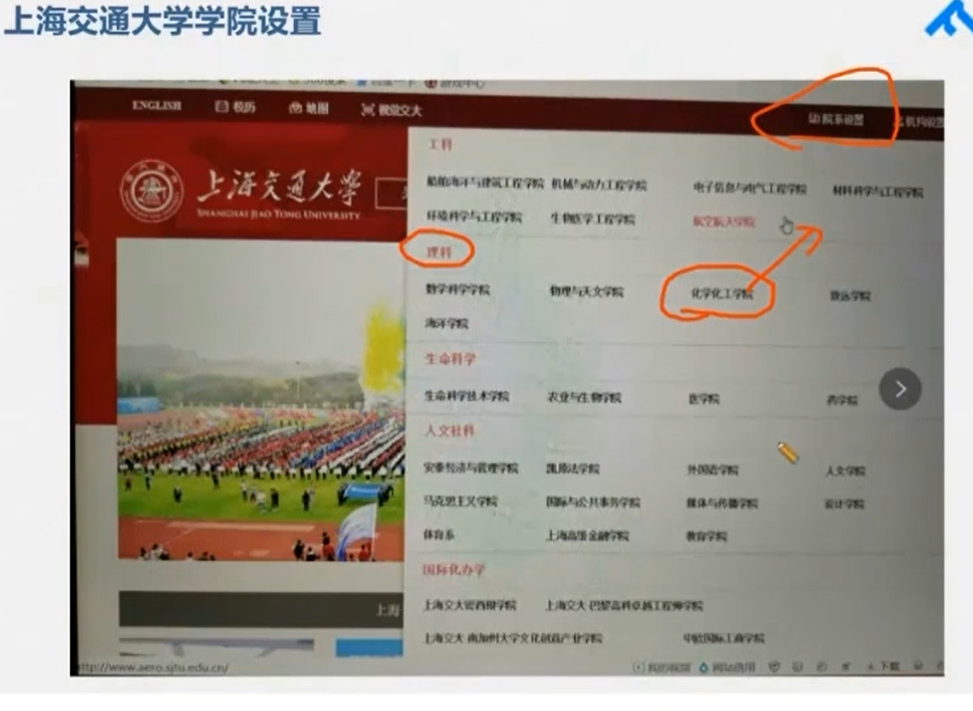 上海交通大学学院设置
ENGLISH 校历 地图 视觉交大 院系设置 机构设置
上海交通大学
SHANGHAI JIAO TONG UNIVERSITY
工科
船舶海洋与建筑工程学院 机械与动力工程学院 电子信息与电气工程学院 材料科学与工程学院
环境科学与工程学院 生物医学工程学院 航空航天学院
理科
数学科学学院 物理与天文学院 化学化工学院 致远学院
海洋学院
生命科学
生命科学技术学院 农业与生物学院 医学院 药学院
人文社科
安泰经济与管理学院 凯原法学院 外国语学院 人文学院
马克思主义学院 国际与公共事务学院 媒体与传播学院 设计学院
体育系 上海高级金融学院 教育学院
国际化办学
上海交大密西根学院 上海交大-巴黎高科卓越工程师学院
上海
上海交大-南加州大学文化创意产业学院 中欧国际工商学院
http://www.aero.sjtu.edu.cn/ 下载